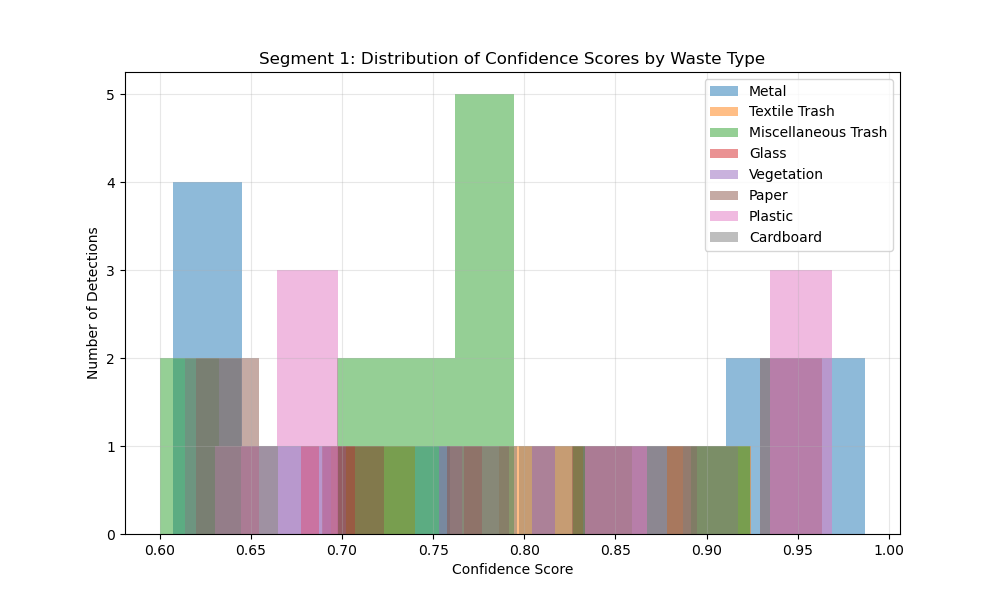 Segment 1: Distribution of Confidence Scores by Waste Type
Metal
Textile Trash
Miscellaneous Trash
Glass
Vegetation
Paper
Plastic
Cardboard
Number of Detections
5
4
3
2
1
0
0.60 0.65 0.70 0.75 0.80 0.85 0.90 0.95 1.00
Confidence Score